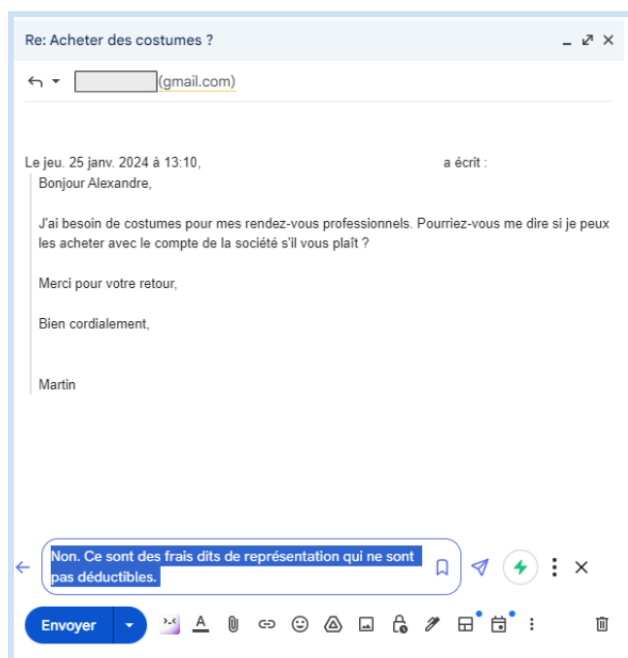 Re: Acheter des costumes ?
(gmail.com)
Le jeu. 25 janv. 2024 à 13:10, a écrit :
Bonjour Alexandre,
J'ai besoin de costumes pour mes rendez-vous professionnels. Pourriez-vous me dire si je peux
les acheter avec le compte de la société s'il vous plaît ?
Merci pour votre retour,
Bien cordialement,
Martin
Non. Ce sont des frais dits de représentation qui ne sont
pas déductibles.
Envoyer